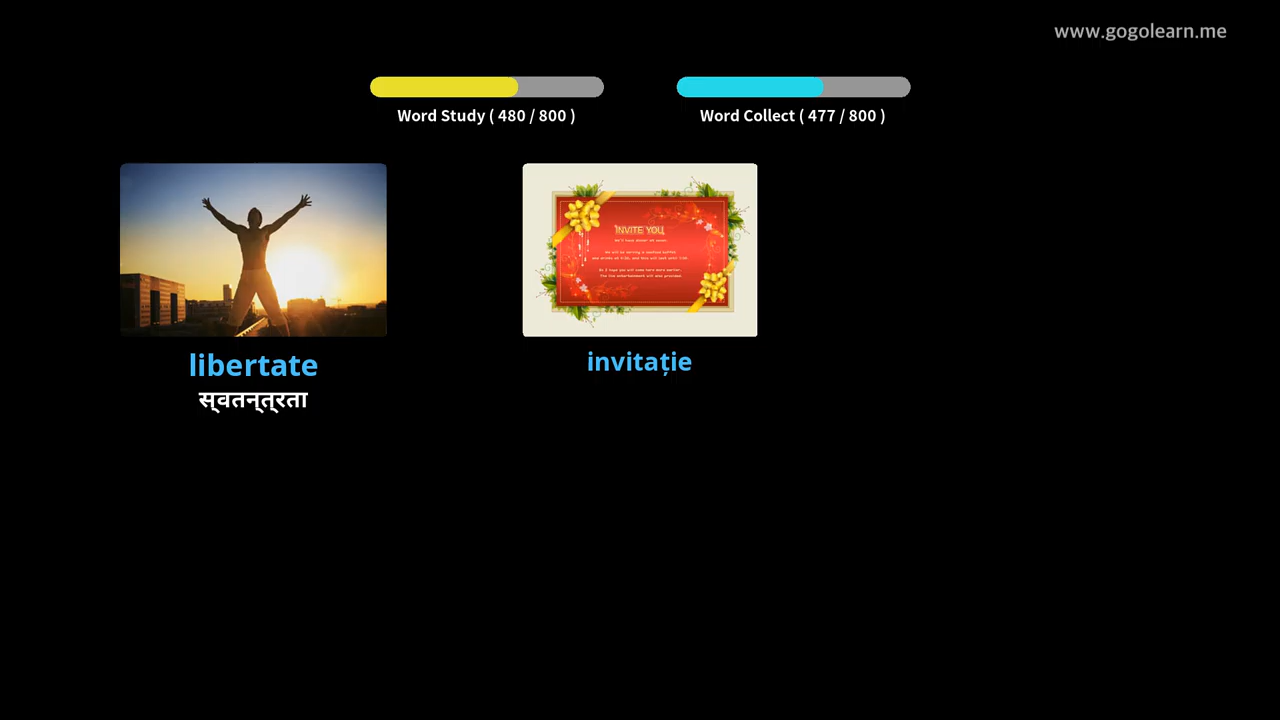 www.gogolearn.me
Word Study ( 480 / 800 )
Word Collect ( 477 / 800 )
INVITE YOU
libertate
invitație
स्वतन्त्रता